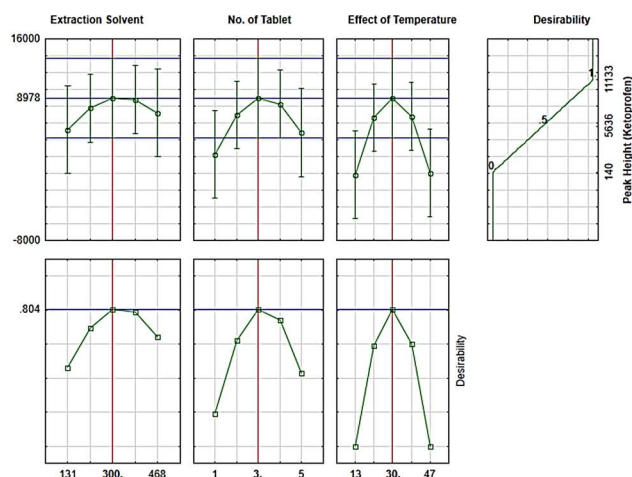 Extraction Solvent No. of Tablet Effect of Temperature Desirability
16000
8978
-8000
1.
.5
0
11133
5636
140
Peak Height (Ketoprofen)
.804
Desirability
131 300. 468 1 3. 5 13 30. 47